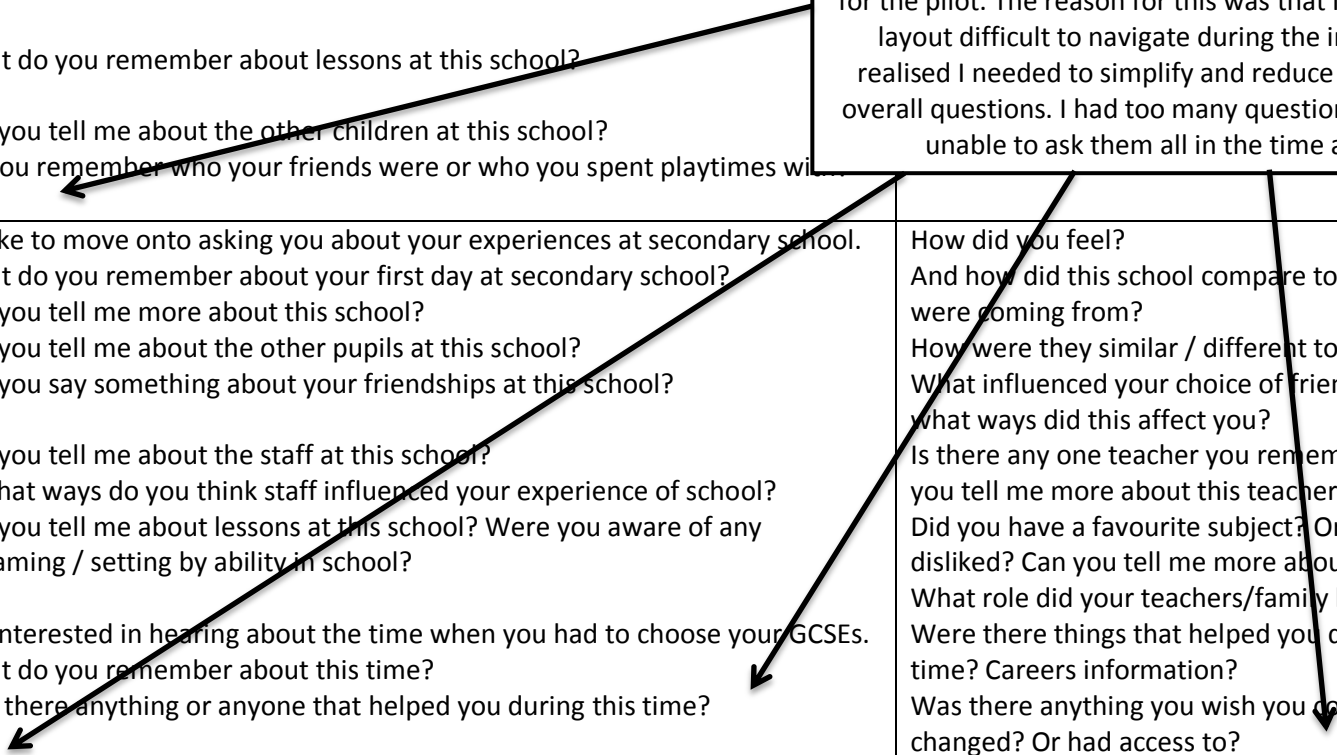 for the pilot. The reason for this was that
layout difficult to navigate during the
realised I needed to simplify and reduce
overall questions. I had too many
unable to ask them all in the time
do you remember about lessons at this school?
you tell me about the other children at this school?
you remember who your friends were or who you spent playtimes
to move onto asking you about your experiences at secondary school.
do you remember about your first day at secondary school?
you tell me more about this school?
you tell me about the other pupils at this school?
you say something about your friendships at this school?
you tell me about the staff at this school?
ways do you think staff influenced your experience of school?
you tell me about lessons at this school? Were you aware of any
/ setting by ability in school?
interested in hearing about the time when you had to choose your GCSEs.
do you remember about this time?
there anything or anyone that helped you during this time?
How did you feel?
And how did this school compare to
were coming from?
How were they similar / different to
What influenced your choice of
what ways did this affect you?
Is there any one teacher you
you tell me more about this teacher
Did you have a favourite subject? Or
disliked? Can you tell me more
What role did your teachers/family
Were there things that helped you
time? Careers information?
Was there anything you wish you
changed? Or had access to?